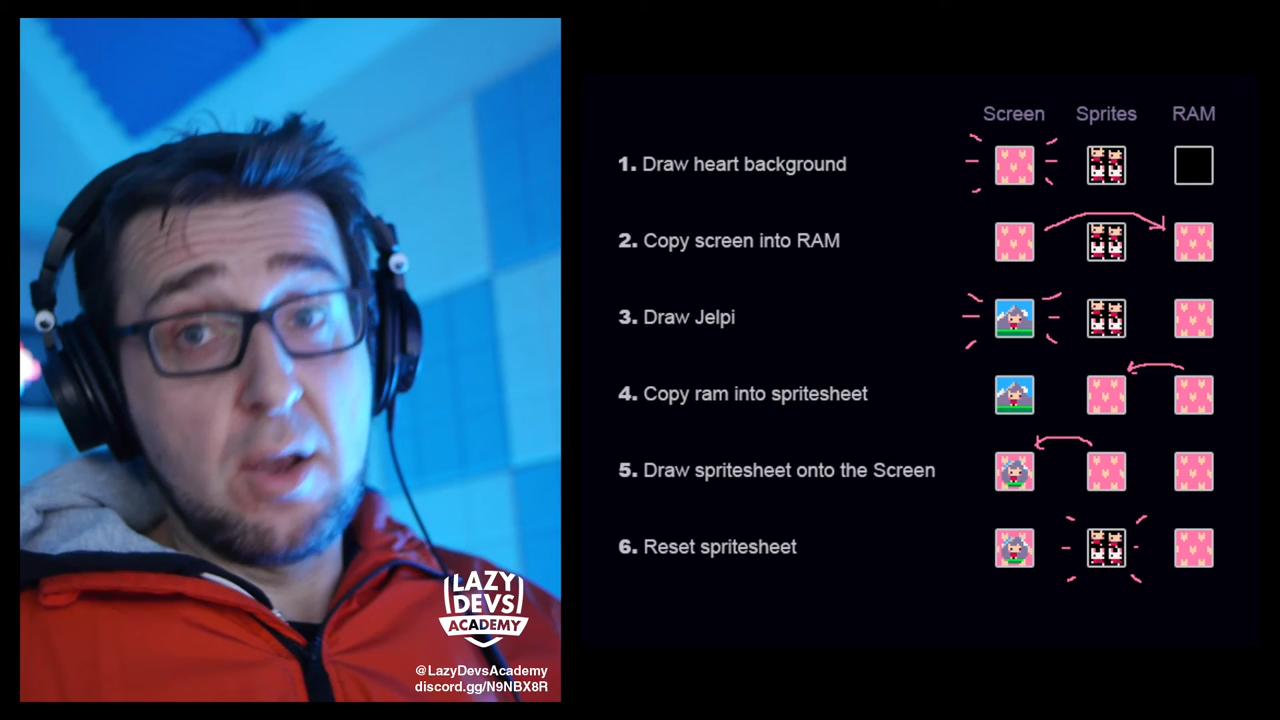 Screen Sprites RAM
1. Draw heart background
2. Copy screen into RAM
3. Draw Jelpi
4. Copy ram into spritesheet
5. Draw spritesheet onto the Screen
6. Reset spritesheet
LAZY
DEVS
ACADEMY
@LazyDevsAcademy
discord.gg/N9NBX8R